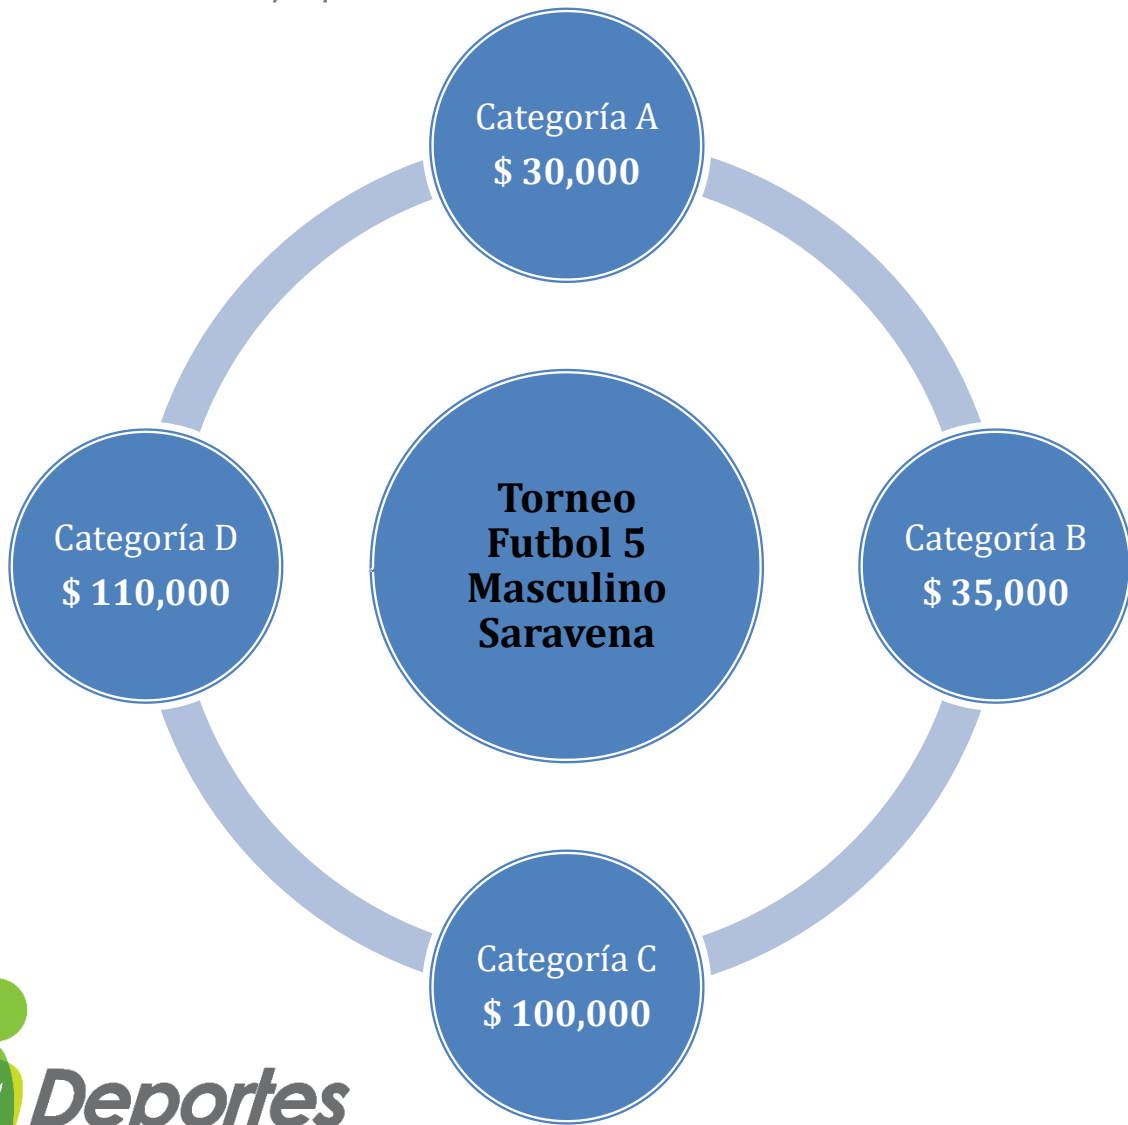 Categoría A
$ 30,000
Categoría D
$ 110,000
Torneo
Futbol 5
Masculino
Saravena
Categoría B
$ 35,000
Categoría C
$ 100,000
Deportes